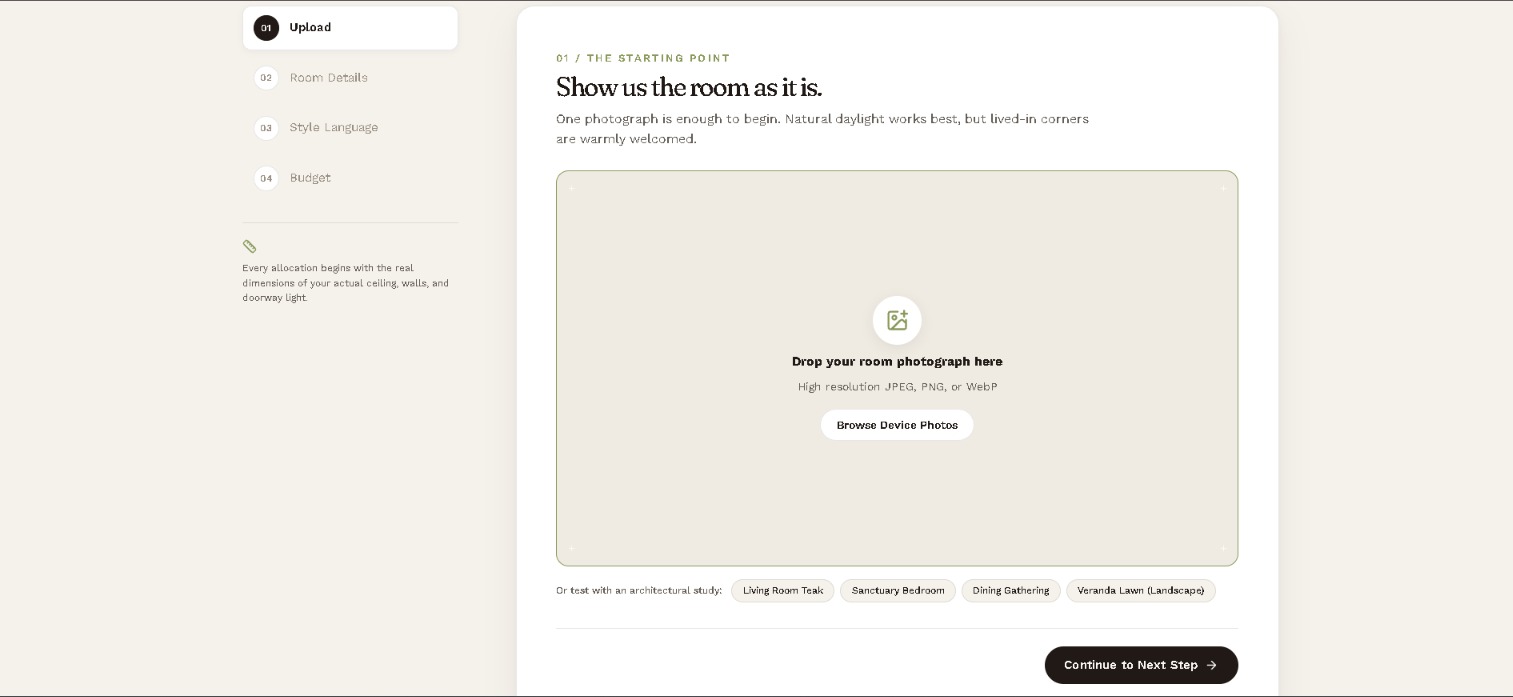 01 Upload
02 Room Details
03 Style Language
04 Budget
Every allocation begins with the real
dimensions of your actual ceiling, walls, and
doorway light.
01 / THE STARTING POINT
Show us the room as it is.
One photograph is enough to begin. Natural daylight works best, but lived-in corners
are warmly welcomed.
Drop your room photograph here
High resolution JPEG, PNG, or WebP
Browse Device Photos
Or test with an architectural study: Living Room Teak Sanctuary Bedroom Dining Gathering Veranda Lawn (Landscape)
Continue to Next Step →